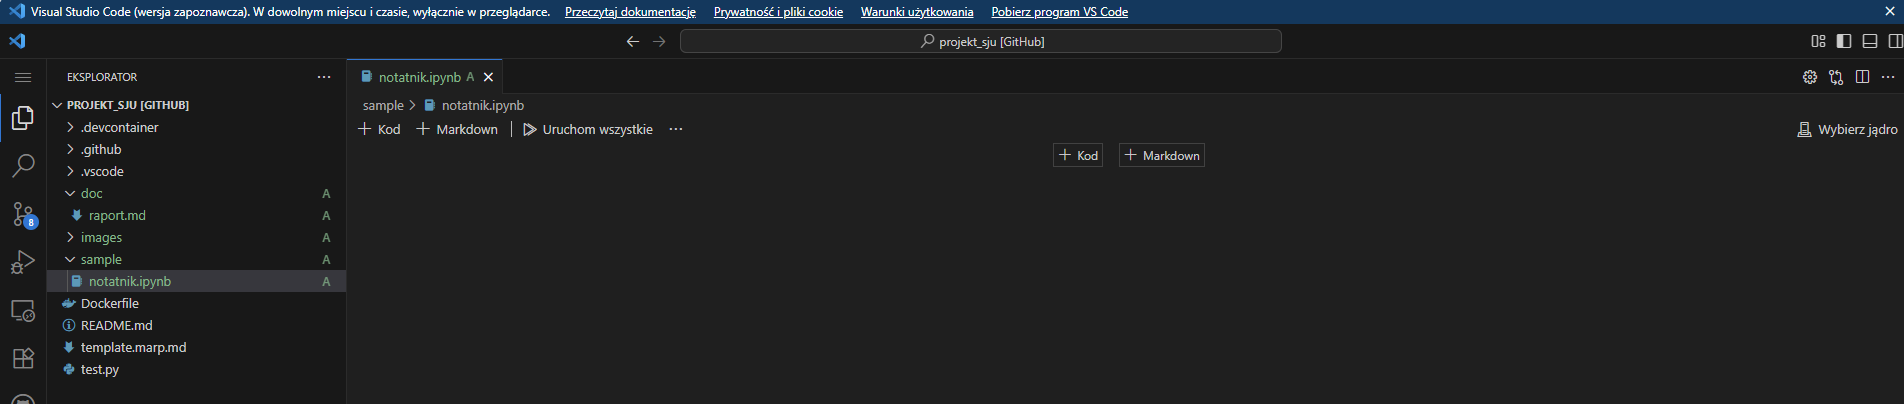 Visual Studio Code (wersja zapoznawcza). W dowolnym miejscu i czasie, wyłącznie w przeglądarce. Przeczytaj dokumentację Prywatność i pliki cookie Warunki użytkowania Pobierz program VS Code
projekt_sju [GitHub]
EKSPLORATOR
PROJEKT_SJU [GITHUB]
.devcontainer
.github
.vscode
doc A
raport.md A
images A
sample A
notatnik.ipynb A
Dockerfile
README.md
template.marp.md
test.py
8
notatnik.ipynb A
sample > notatnik.ipynb
+ Kod + Markdown | Uruchom wszystkie ... Wybierz jądro
+ Kod + Markdown